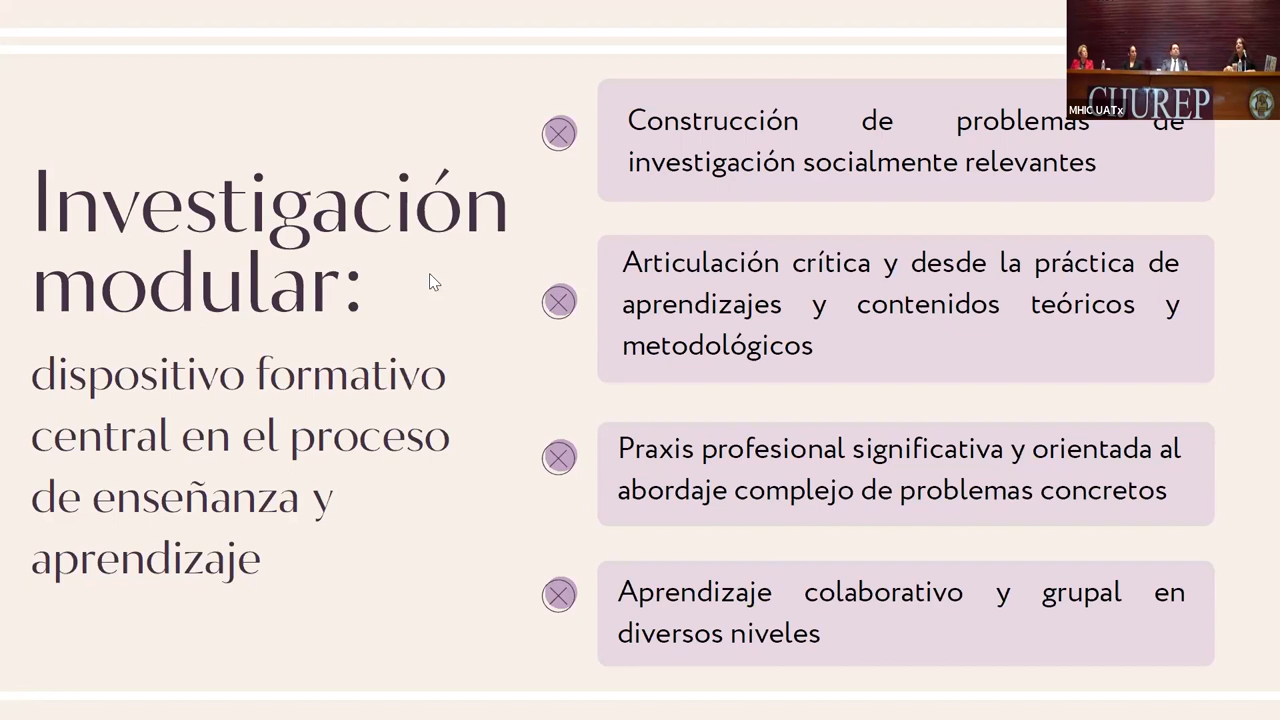 Investigación
modular:
dispositivo formativo
central en el proceso
de enseñanza y
aprendizaje
Construcción de problemas de
investigación socialmente relevantes
Articulación crítica y desde la práctica de
aprendizajes y contenidos teóricos y
metodológicos
Praxis profesional significativa y orientada al
abordaje complejo de problemas concretos
Aprendizaje colaborativo y grupal en
diversos niveles
CHUREP
MHIC UATx